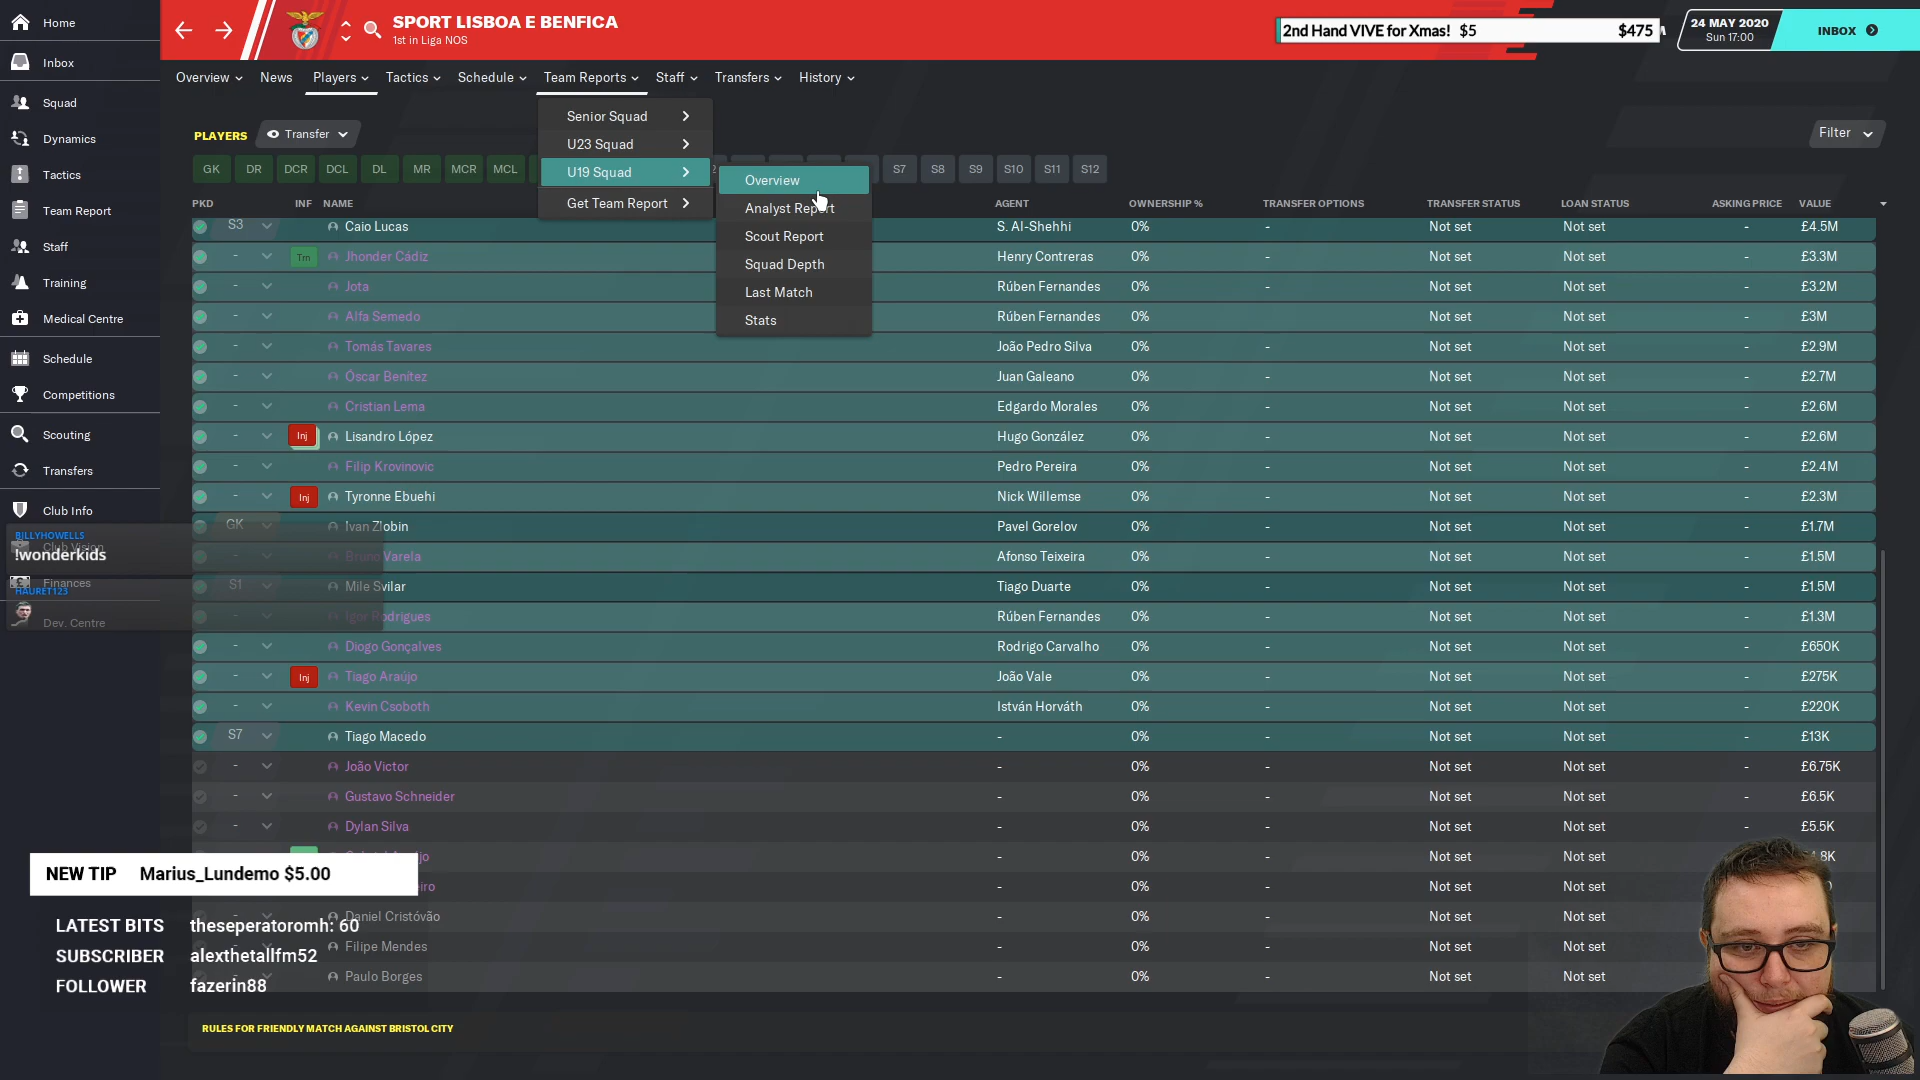 Home
Inbox
Squad
Dynamics
Tactics
Team Report
Staff
Training
Medical Centre
Schedule
Competitions
Scouting
Transfers
Club Info
Club Vision
Finances
Dev. Centre
BILLYHOWELLS
!wonderkids
HAURET123
SPORT LISBOA E BENFICA
1st in Liga NOS
2nd Hand VIVE for Xmas! $5 $475
24 MAY 2020
Sun 17:00
INBOX
Overview News Players Tactics Schedule Team Reports Staff Transfers History
Senior Squad
U23 Squad
U19 Squad
Get Team Report
Overview
Analyst Report
Scout Report
Squad Depth
Last Match
Stats
PLAYERS Transfer Filter
GK DR DCR DCL DL MR MCR MCL S7 S8 S9 S10 S11 S12
PKD INF NAME AGENT OWNERSHIP % TRANSFER OPTIONS TRANSFER STATUS LOAN STATUS ASKING PRICE VALUE
S3 Caio Lucas S. Al-Shehhi 0% - Not set Not set - £4.5M
- Trn Jhonder Cádiz Henry Contreras 0% - Not set Not set - £3.3M
- Jota Rúben Fernandes 0% - Not set Not set - £3.2M
- Alfa Semedo Rúben Fernandes 0% - Not set Not set - £3M
- Tomás Tavares João Pedro Silva 0% - Not set Not set - £2.9M
- Óscar Benítez Juan Galeano 0% - Not set Not set - £2.7M
- Cristian Lema Edgardo Morales 0% - Not set Not set - £2.6M
- Inj Lisandro López Hugo González 0% - Not set Not set - £2.6M
- Filip Krovinovic Pedro Pereira 0% - Not set Not set - £2.4M
- Inj Tyronne Ebuehi Nick Willemse 0% - Not set Not set - £2.3M
GK Ivan Zlobin Pavel Gorelov 0% - Not set Not set - £1.7M
- Bruno Varela Afonso Teixeira 0% - Not set Not set - £1.5M
S1 Mile Svilar Tiago Duarte 0% - Not set Not set - £1.5M
- Igor Rodrigues Rúben Fernandes 0% - Not set Not set - £1.3M
- Diogo Gonçalves Rodrigo Carvalho 0% - Not set Not set - £650K
- Inj Tiago Araújo João Vale 0% - Not set Not set - £275K
- Kevin Csoboth István Horváth 0% - Not set Not set - £220K
S7 Tiago Macedo - 0% - Not set Not set - £13K
- João Victor - 0% - Not set Not set - £6.75K
- Gustavo Schneider - 0% - Not set Not set - £6.5K
- Dylan Silva - 0% - Not set Not set - £5.5K
- 0% - Not set Not set -
- 0% - Not set Not set -
Daniel Cristóvão - 0% - Not set Not set -
Filipe Mendes - 0% - Not set Not set -
Paulo Borges - 0% - Not set Not set -
NEW TIP Marius_Lundemo $5.00
LATEST BITS theseperatoromh: 60
SUBSCRIBER alexthetallfm52
FOLLOWER fazerin88
RULES FOR FRIENDLY MATCH AGAINST BRISTOL CITY